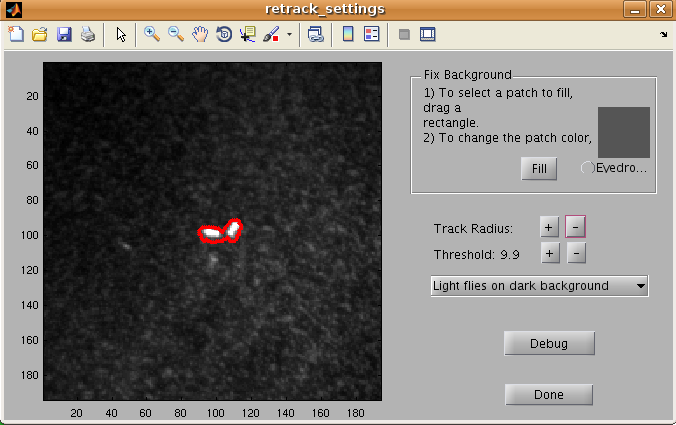 retrack_settings
20
40
60
80
100
120
140
160
180
20 40 60 80 100 120 140 160 180
Fix Background
1) To select a patch to fill,
drag a
rectangle.
2) To change the patch color,
Fill
Eyedro...
Track Radius: + -
Threshold: 9.9 + -
Light flies on dark background
Debug
Done